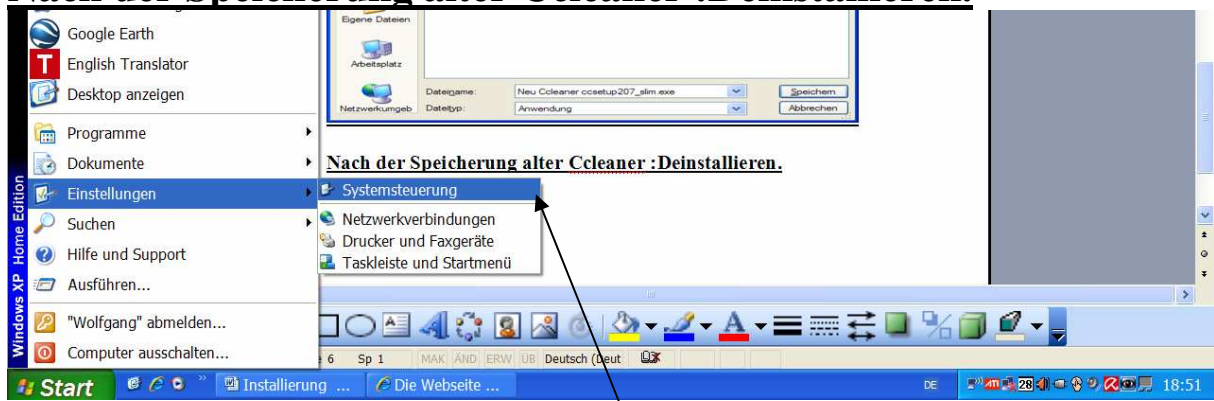 Nach der Speicherung alter Ccleaner :Deinstallieren.
Google Earth
English Translator
Desktop anzeigen
Programme
Dokumente
Einstellungen
Suchen
Hilfe und Support
Ausführen...
"Wolfgang" abmelden...
Computer ausschalten...
Windows XP Home Edition
Eigene Dateien
Arbeitsplatz
Netzwerkumgeb
Dateiname:
Neu Ccleaner ccsetup207_slim.exe
Speichern
Dateityp:
Anwendung
Abbrechen
Nach der Speicherung alter Ccleaner :Deinstallieren.
Systemsteuerung
Netzwerkverbindungen
Drucker und Faxgeräte
Taskleiste und Startmenü
6 Sp 1 MAK ÄND ERW ÜB Deutsch (Deut
Start
Installierung ...
Die Webseite ...
DE
28
18:51